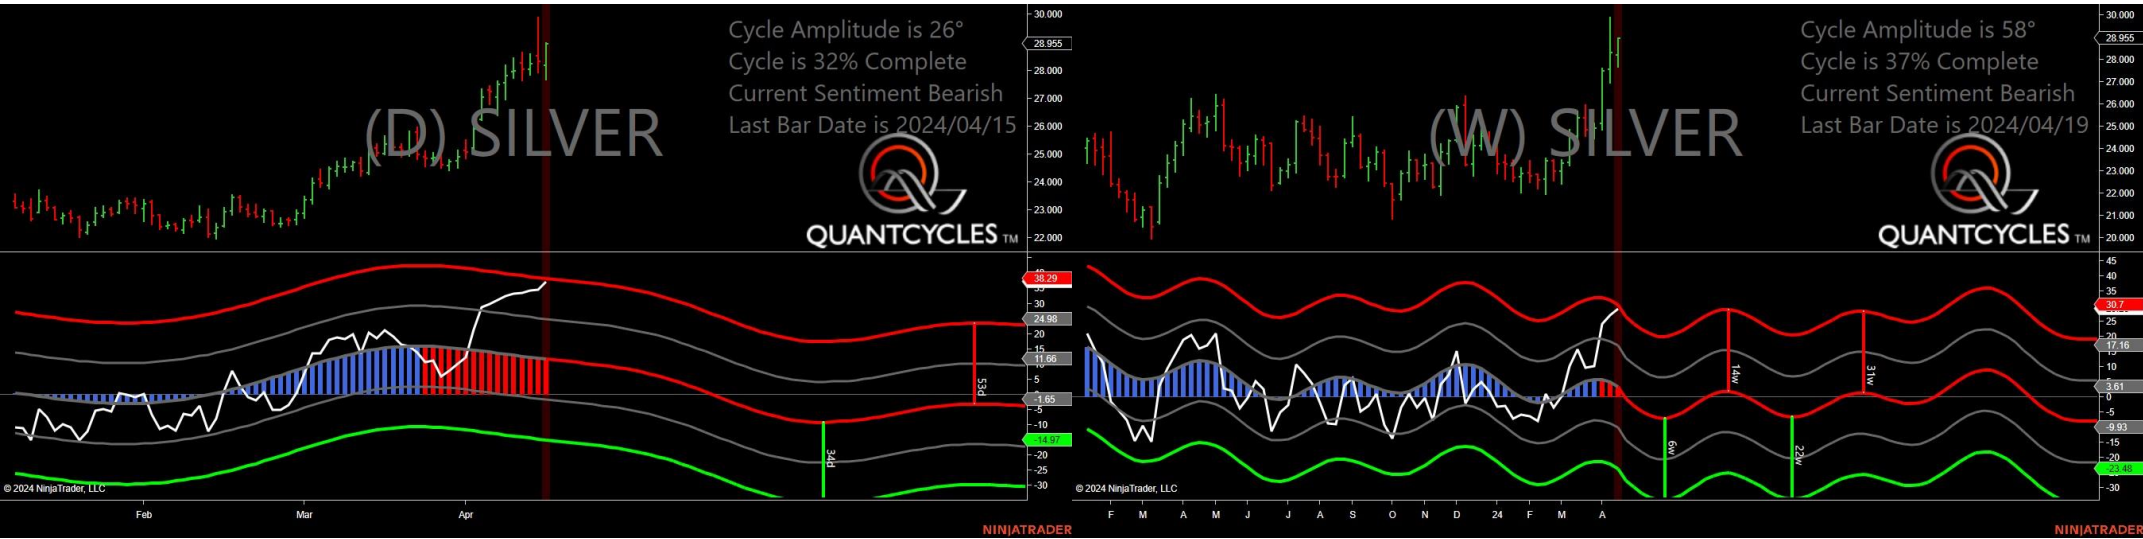 Cycle Amplitude is 26°
Cycle is 32% Complete
Current Sentiment Bearish
Last Bar Date is 2024/04/15
(D) SILVER
QUANTCYCLES TM
30.000
28.955
28.000
27.000
26.000
25.000
24.000
23.000
22.000
38.29
35
30
24.98
20
15
11.66
5
-1.65
-5
-10
-14.97
-20
-25
-30
53d
34d
© 2024 NinjaTrader, LLC
Feb Mar Apr
NINJATRADER
Cycle Amplitude is 58°
Cycle is 37% Complete
Current Sentiment Bearish
Last Bar Date is 2024/04/19
(W) SILVER
QUANTCYCLES TM
30.000
28.955
28.000
27.000
26.000
25.000
24.000
23.000
22.000
21.000
20.000
45
40
35
30.7
25
20
17.16
10
5
3.61
0
-5
-9.93
-15
-20
-23.48
-30
14w
31w
6w
22w
© 2024 NinjaTrader, LLC
F M A M J J A S O N D 24 F M A
NINJATRADER